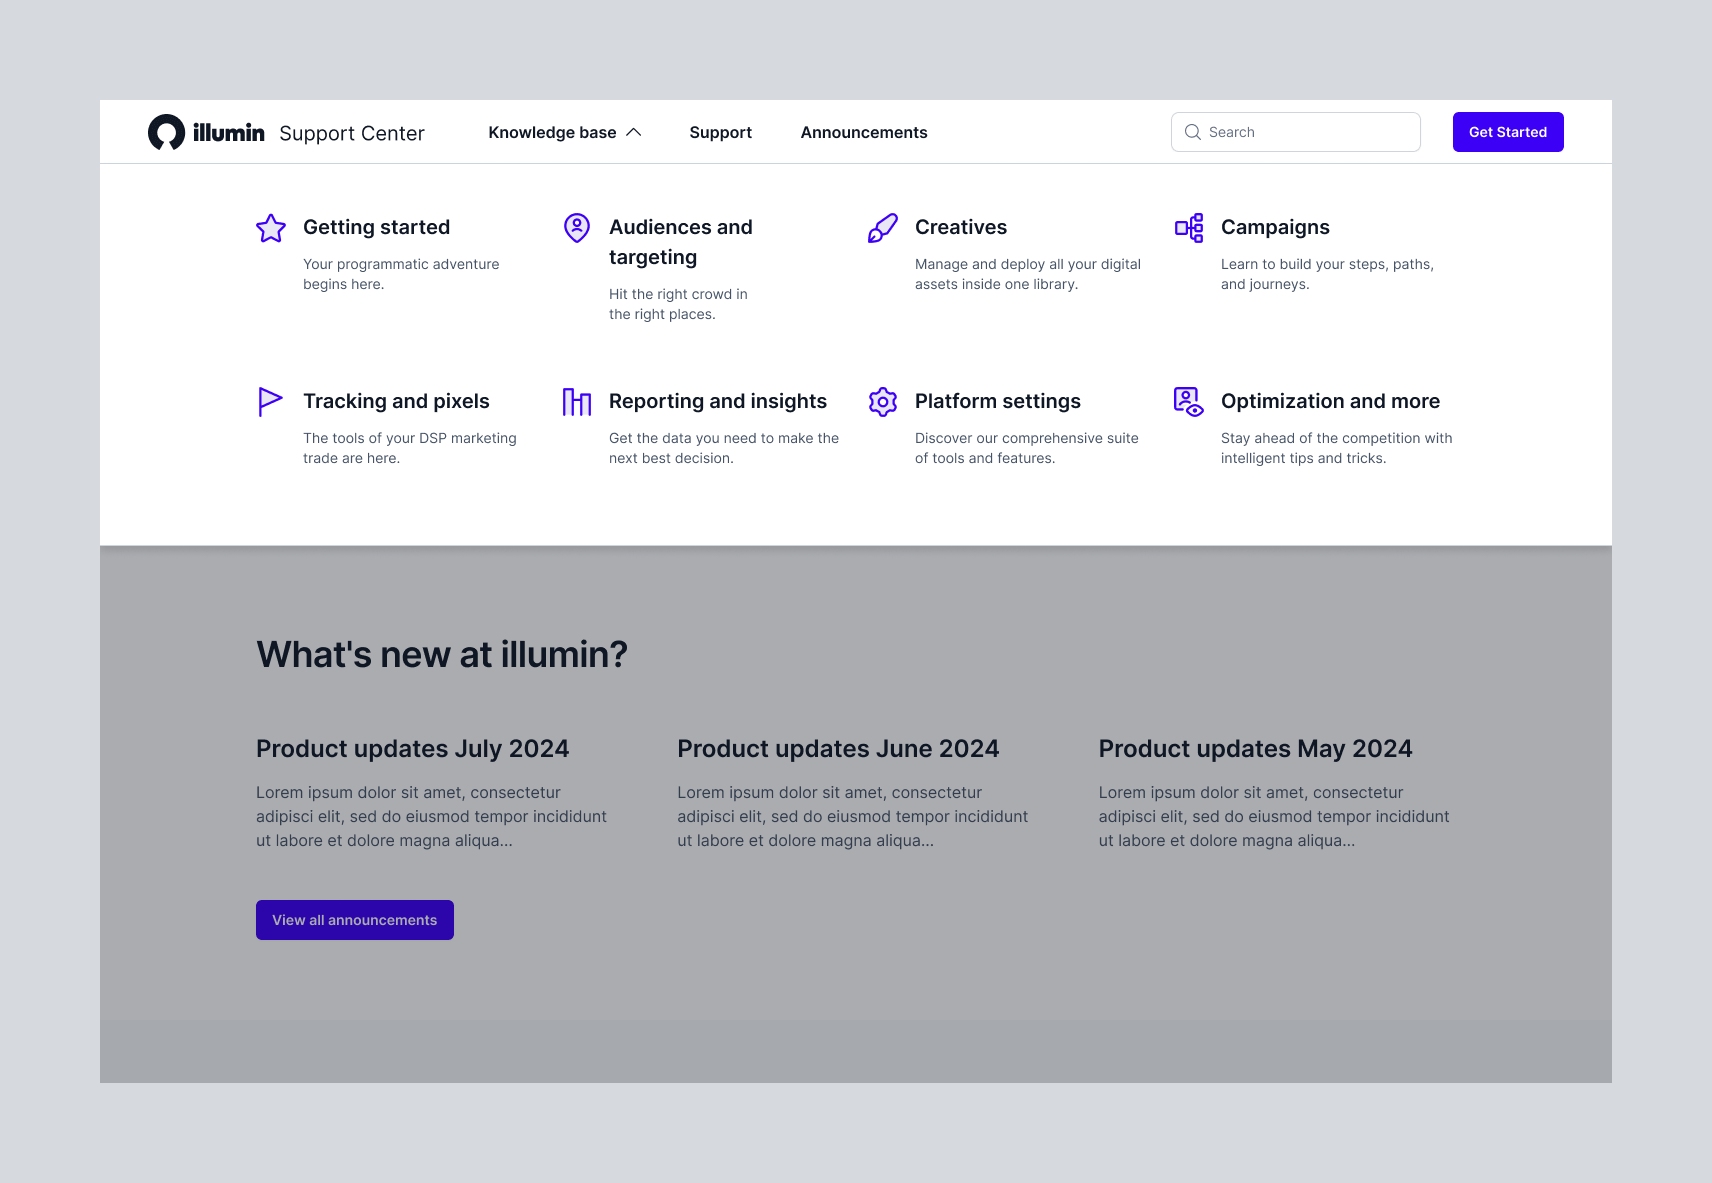 illumin Support Center Knowledge base Support Announcements Search Get Started
Getting started
Your programmatic adventure
begins here.
Audiences and
targeting
Hit the right crowd in
the right places.
Creatives
Manage and deploy all your digital
assets inside one library.
Campaigns
Learn to build your steps, paths,
and journeys.
Tracking and pixels
The tools of your DSP marketing
trade are here.
Reporting and insights
Get the data you need to make the
next best decision.
Platform settings
Discover our comprehensive suite
of tools and features.
Optimization and more
Stay ahead of the competition with
intelligent tips and tricks.
What's new at illumin?
Product updates July 2024
Lorem ipsum dolor sit amet, consectetur
adipisci elit, sed do eiusmod tempor incididunt
ut labore et dolore magna aliqua...
Product updates June 2024
Lorem ipsum dolor sit amet, consectetur
adipisci elit, sed do eiusmod tempor incididunt
ut labore et dolore magna aliqua...
Product updates May 2024
Lorem ipsum dolor sit amet, consectetur
adipisci elit, sed do eiusmod tempor incididunt
ut labore et dolore magna aliqua...
View all announcements